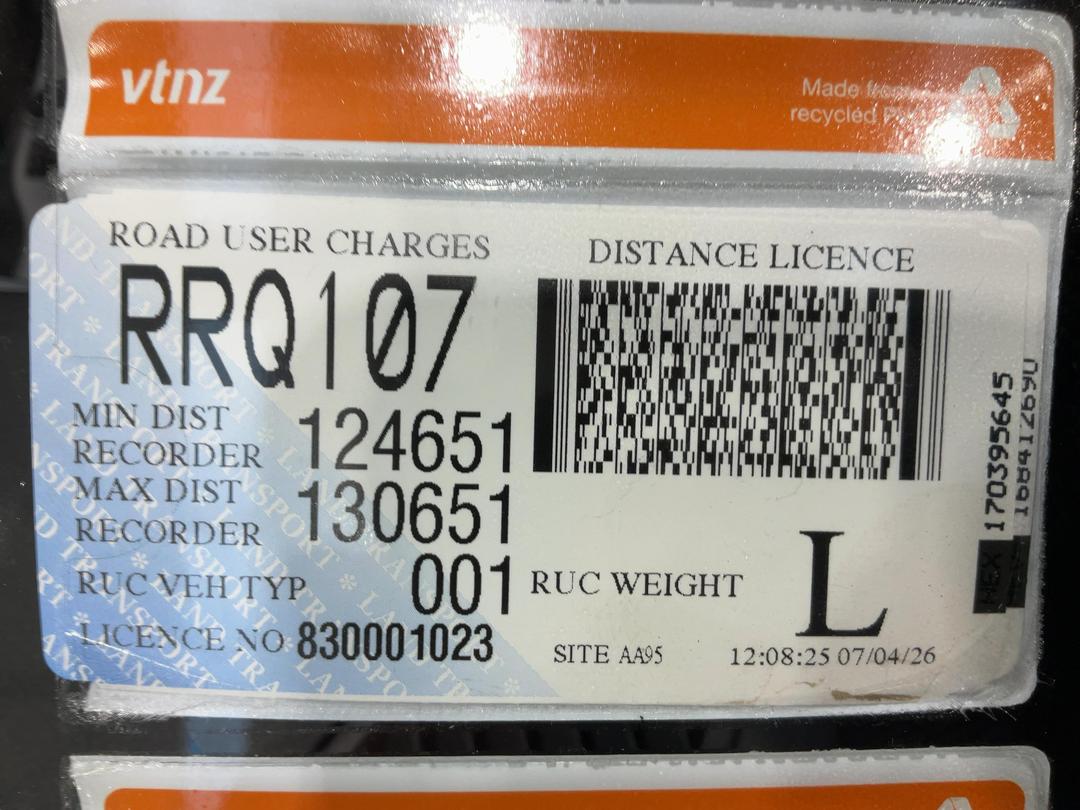 vtnz
Made from
recycled
ROAD USER CHARGES
DISTANCE LICENCE
RRQ107
MIN DIST
RECORDER 124651
MAX DIST
RECORDER 130651
RUC VEH TYP 001
RUC WEIGHT L
LICENCE NO 830001023
SITE AA95 12:08:25 07/04/26
170395645
168412690